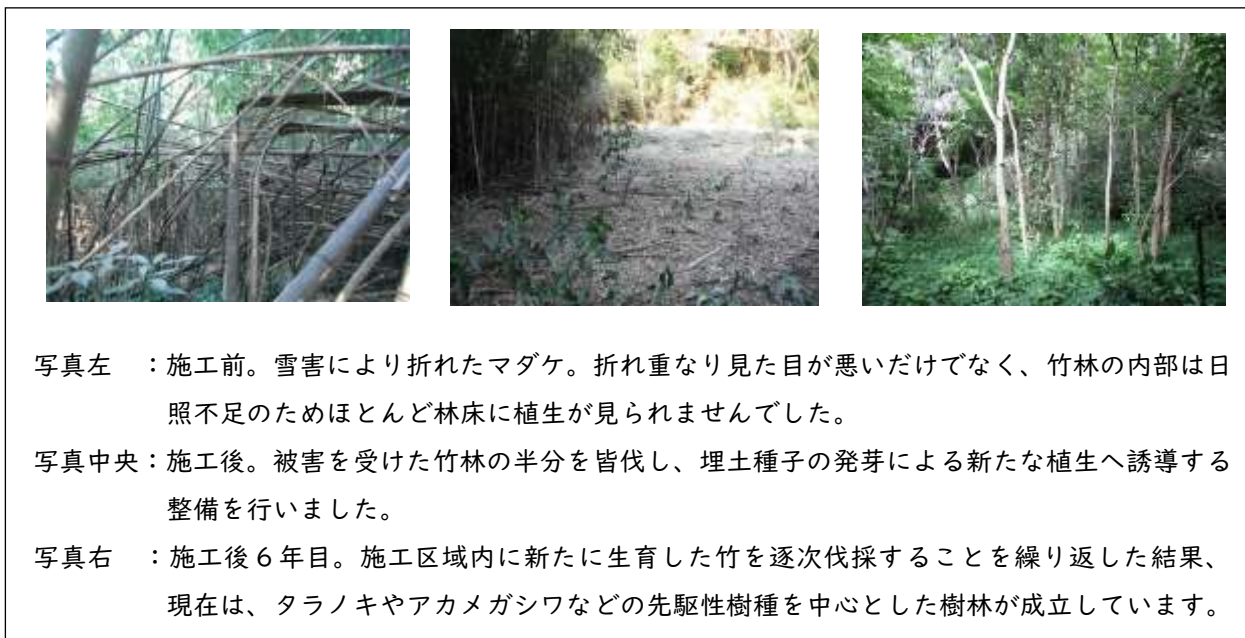 写真左　：施工前。雪害により折れたマダケ。折れ重なり見た目が悪いだけでなく、竹林の内部は日
照不足のためほとんど林床に植生が見られませんでした。
写真中央：施工後。被害を受けた竹林の半分を皆伐し、埋土種子の発芽による新たな植生へ誘導する
整備を行いました。
写真右　：施工後６年目。施工区域内に新たに生育した竹を逐次伐採することを繰り返した結果、
現在は、タラノキやアカメガシワなどの先駆性樹種を中心とした樹林が成立しています。